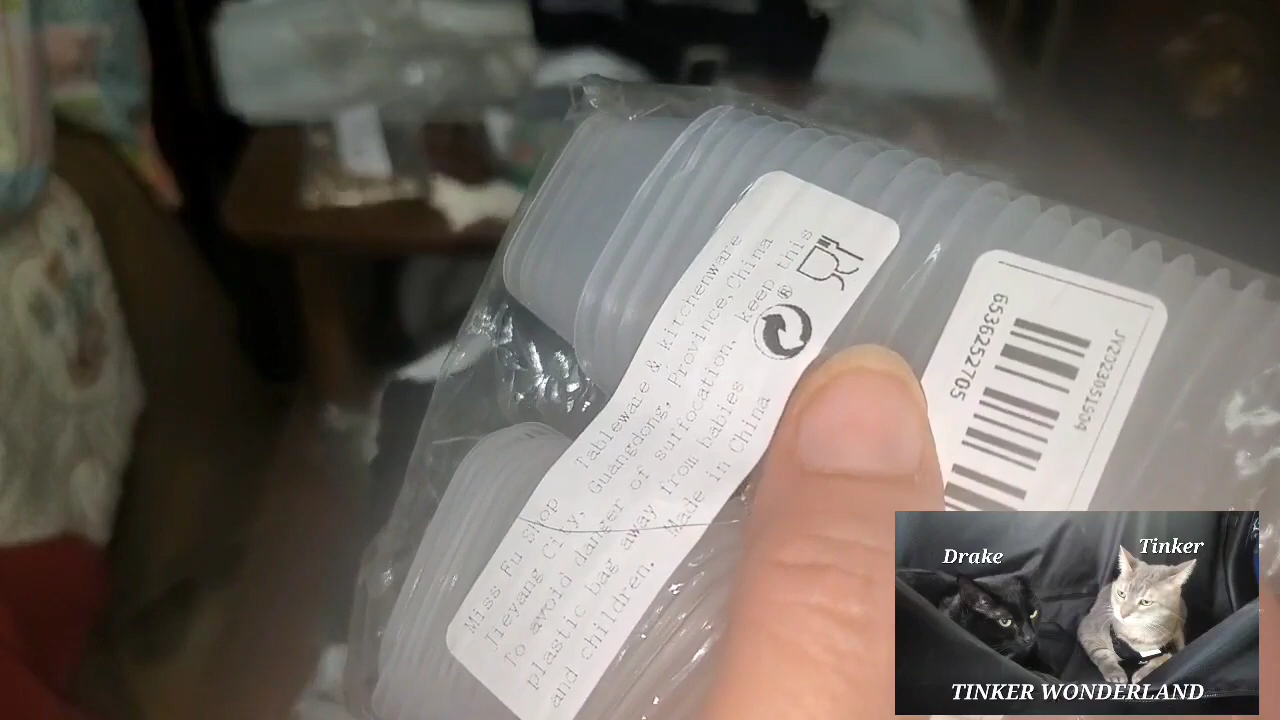 Miss Fu Shop Tableware & kitchenware
Jieyang City, Guangdong, Province, China
To avoid danger of surfocation. keep this
plastic bag away from babies
and children. Made in China
®
6536252705
JY2023051904
Drake
Tinker
TINKER WONDERLAND